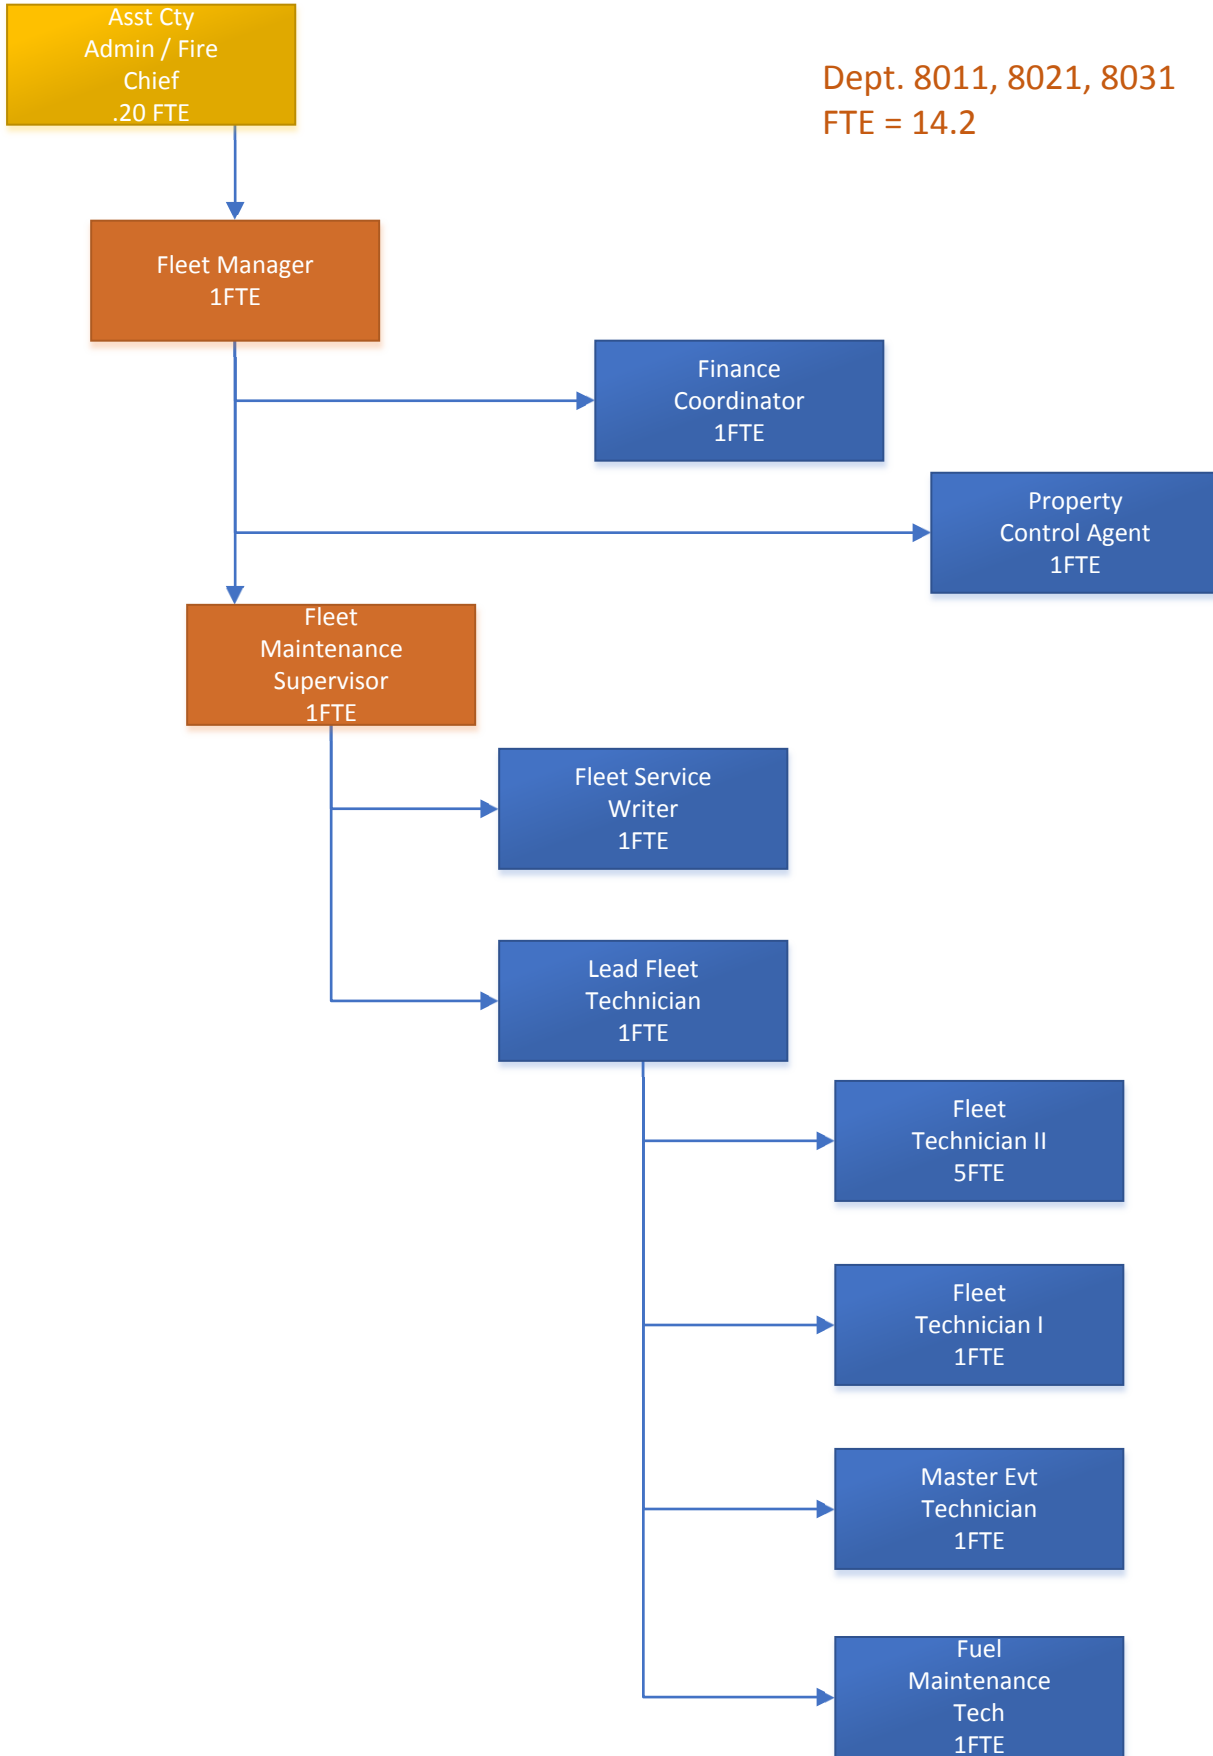 Asst Cty
Admin / Fire
Chief
.20 FTE
Dept. 8011, 8021, 8031
FTE = 14.2
Fleet Manager
1FTE
Finance
Coordinator
1FTE
Property
Control Agent
1FTE
Fleet
Maintenance
Supervisor
1FTE
Fleet Service
Writer
1FTE
Lead Fleet
Technician
1FTE
Fleet
Technician II
5FTE
Fleet
Technician I
1FTE
Master Evt
Technician
1FTE
Fuel
Maintenance
Tech
1FTE